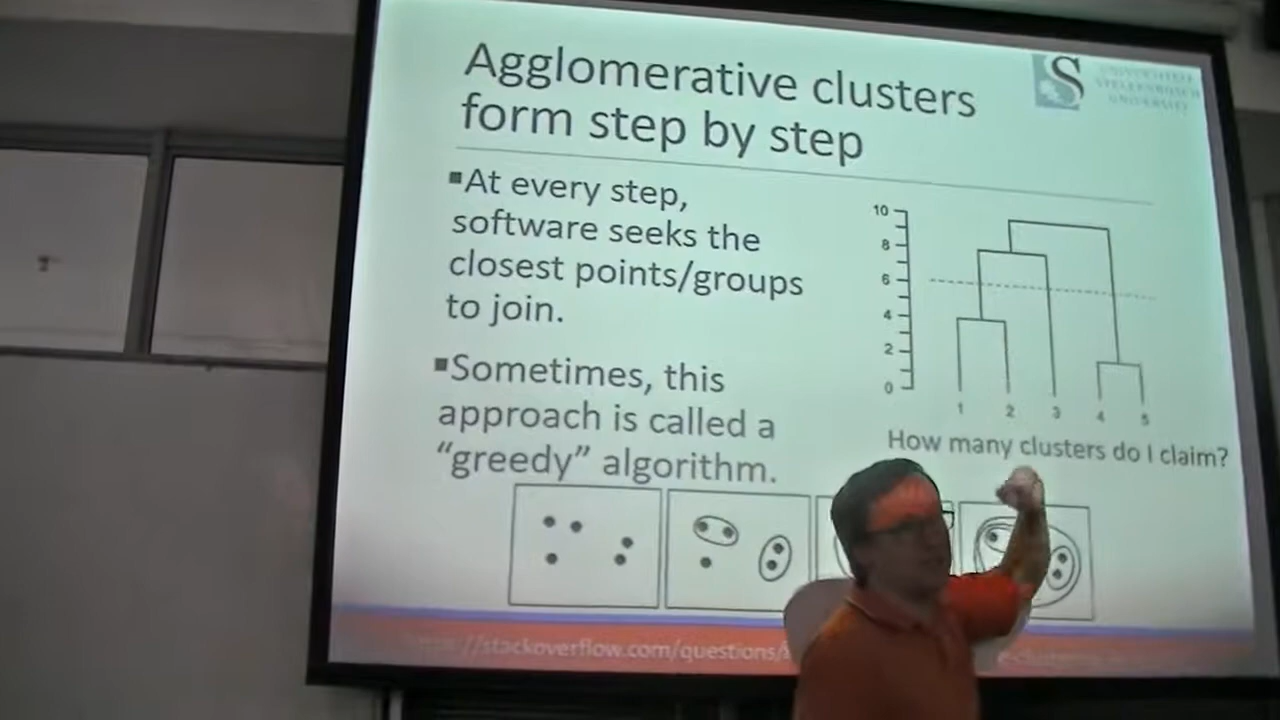 Agglomerative clusters
form step by step
S
UNIVERSITY
▪At every step,
software seeks the
closest points/groups
to join.
▪Sometimes, this
approach is called a
“greedy” algorithm.
10
8
6
4
2
0
1 2 3 4 5
How many clusters do I claim?
://stackoverflow.com/questions/